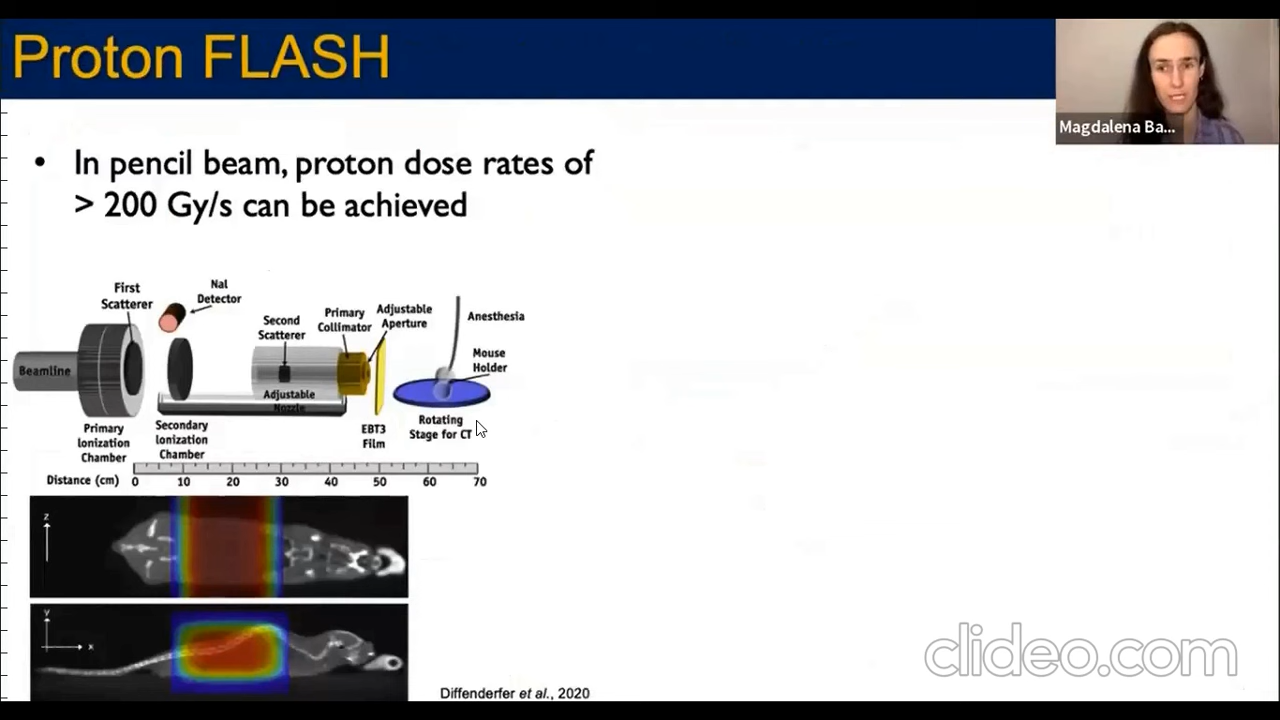 Proton FLASH
Magdalena Ba...
• In pencil beam, proton dose rates of
> 200 Gy/s can be achieved
First
Scatterer
NaI
Detector
Second
Scatterer
Primary
Collimator
Adjustable
Aperture
Anesthesia
Mouse
Holder
Beamline
Adjustable
Nozzle
Rotating
Stage for CT
Primary
Ionization
Chamber
Secondary
Ionization
Chamber
EBT3
Film
Distance (cm) 0 10 20 30 40 50 60 70
z
y
x
clideo.com
Diffenderfer et al., 2020